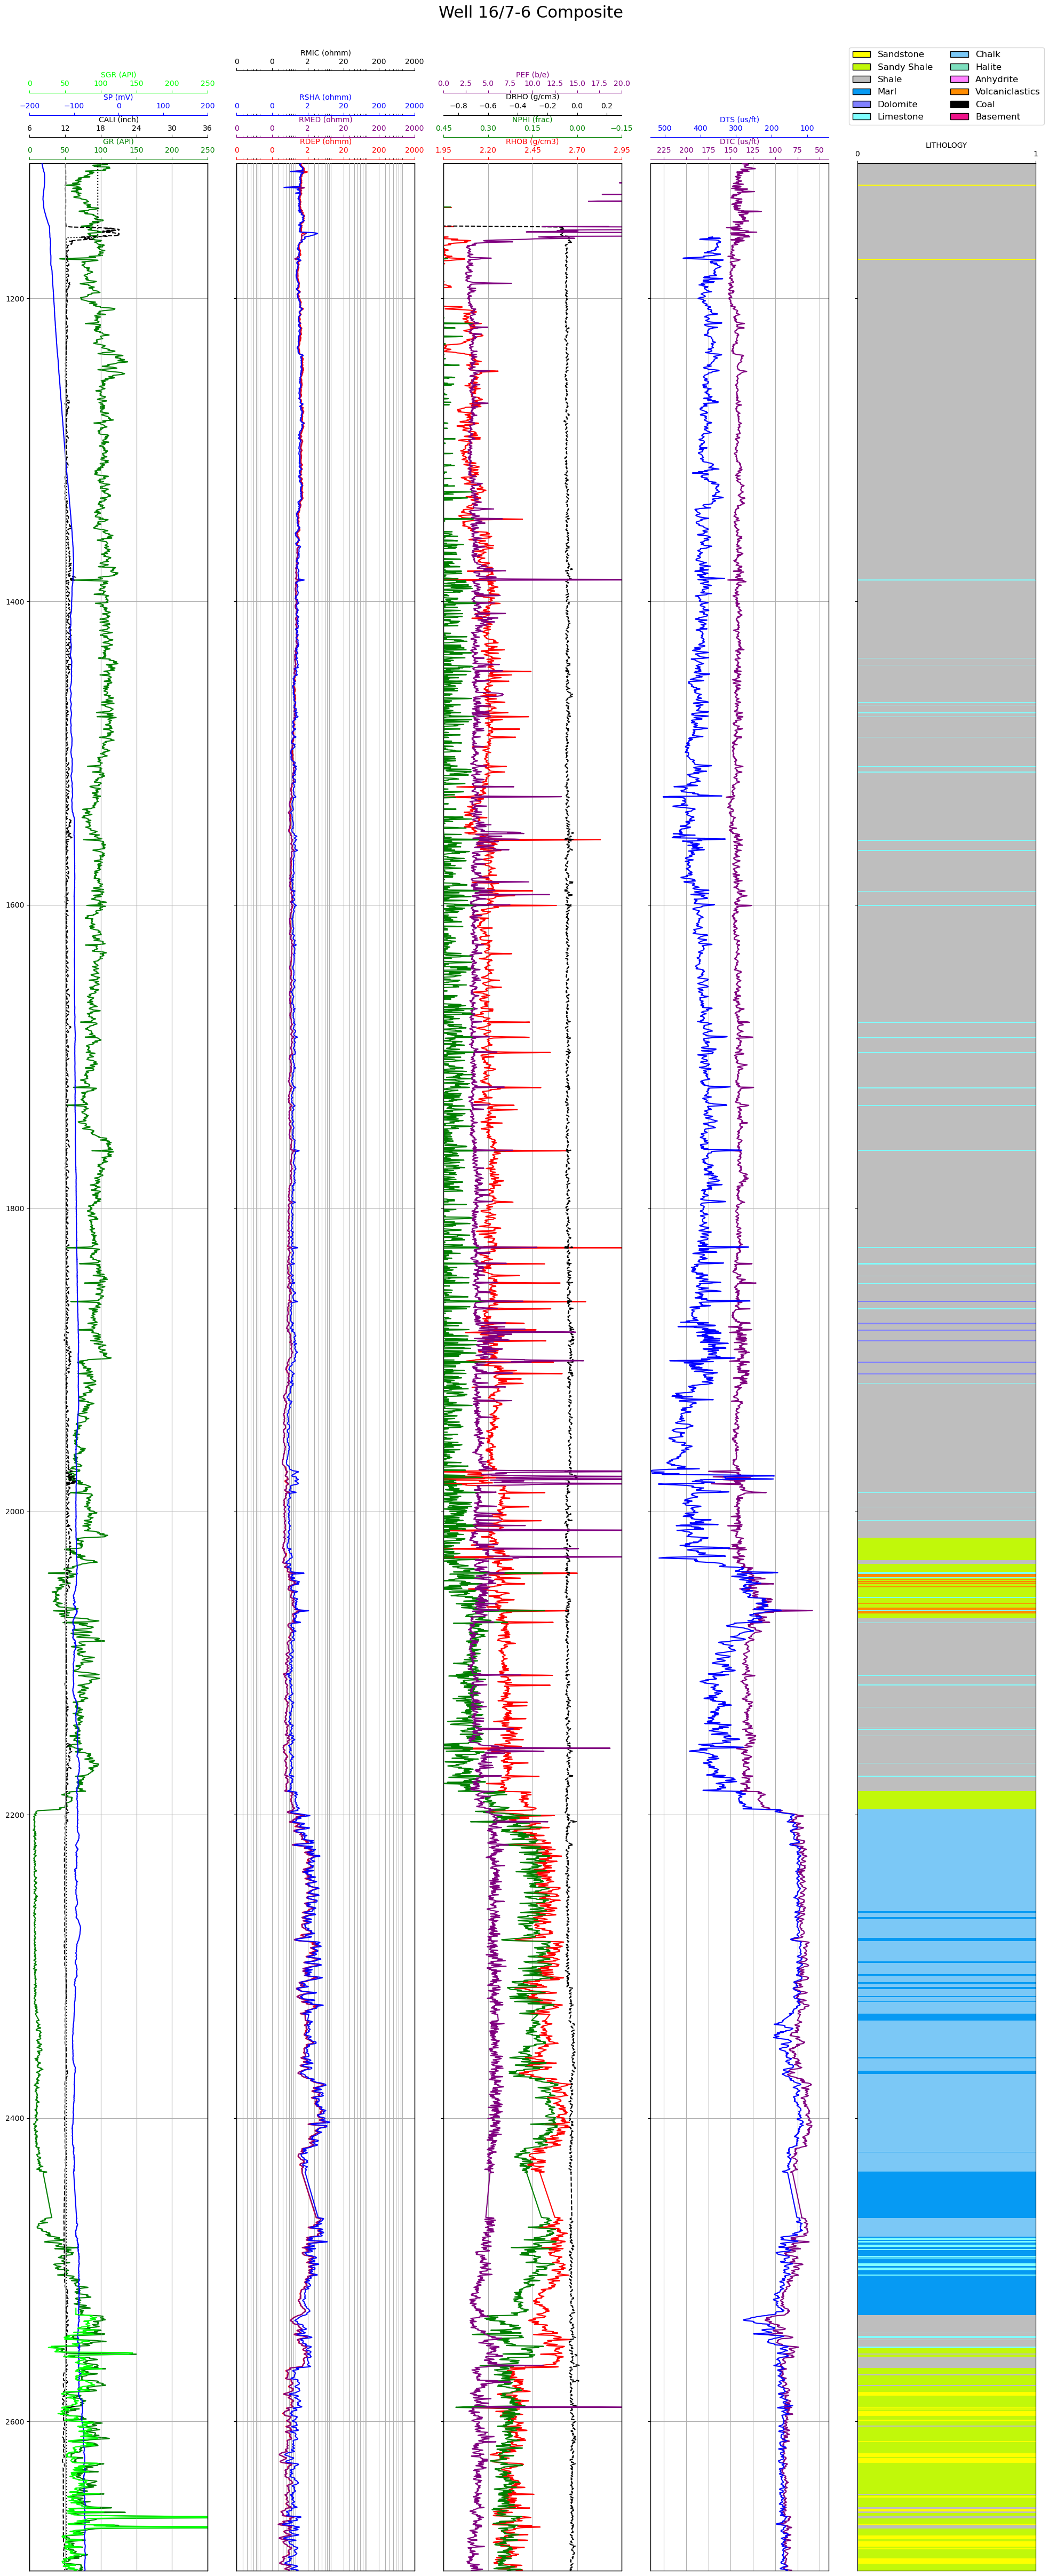 Well 16/7-6 Composite
RMIC (ohmm)
0 0 2 20 20 2000
SGR (API)
0 50 100 150 200 250
SP (mV)
−200 −100 0 100 200
CALI (inch)
6 12 18 24 30 36
GR (API)
0 50 100 150 200 250
RSHA (ohmm)
0 0 2 20 20 2000
RMED (ohmm)
0 0 2 20 20 2000
RDEP (ohmm)
0 0 2 20 20 2000
PEF (b/e)
0.0 2.5 5.0 7.5 10.0 12.5 15.0 17.5 20.0
DRHO (g/cm3)
−0.8 −0.6 −0.4 −0.2 0.0 0.2
NPHI (frac)
0.45 0.30 0.15 0.00 −0.15
RHOB (g/cm3)
1.95 2.20 2.45 2.70 2.95
DTS (us/ft)
500 400 300 200 100
DTC (us/ft)
225 200 175 150 125 100 75 50
Sandstone
Sandy Shale
Shale
Marl
Dolomite
Limestone
Chalk
Halite
Anhydrite
Volcaniclastics
Coal
Basement
LITHOLOGY
0 1
1200
1400
1600
1800
2000
2200
2400
2600